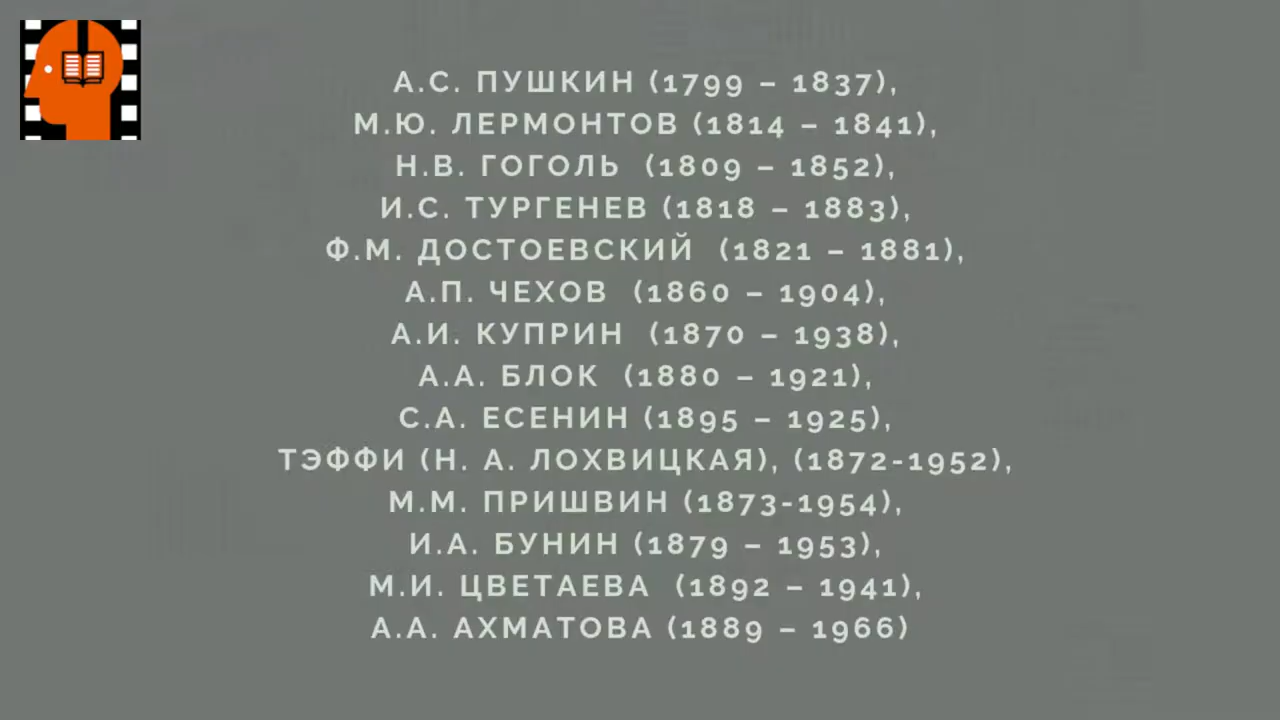 А.С. ПУШКИН (1799 – 1837),
М.Ю. ЛЕРМОНТОВ (1814 – 1841),
Н.В. ГОГОЛЬ (1809 – 1852),
И.С. ТУРГЕНЕВ (1818 – 1883),
Ф.М. ДОСТОЕВСКИЙ (1821 – 1881),
А.П. ЧЕХОВ (1860 – 1904),
А.И. КУПРИН (1870 – 1938),
А.А. БЛОК (1880 – 1921),
С.А. ЕСЕНИН (1895 – 1925),
ТЭФФИ (Н. А. ЛОХВИЦКАЯ), (1872-1952),
М.М. ПРИШВИН (1873-1954),
И.А. БУНИН (1879 – 1953),
М.И. ЦВЕТАЕВА (1892 – 1941),
А.А. АХМАТОВА (1889 – 1966)